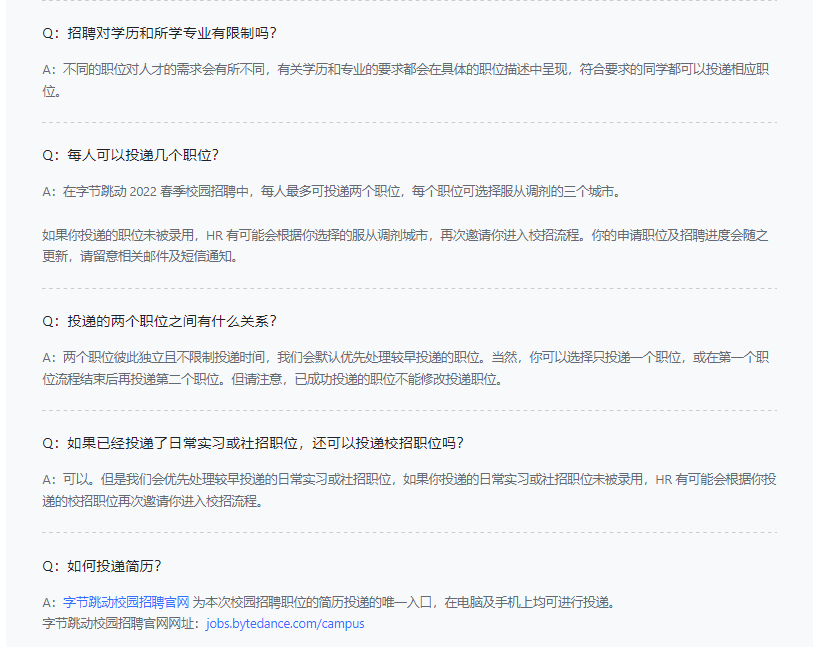 Q：招聘对学历和所学专业有限制吗？
A：不同的职位对人才的需求会有所不同，有关学历和专业的要求都会在具体的职位描述中呈现，符合要求的同学都可以投递相应职
位。
Q：每人可以投递几个职位？
A：在字节跳动 2022 春季校园招聘中，每人最多可投递两个职位，每个职位可选择服从调剂的三个城市。
如果你投递的职位未被录用，HR 有可能会根据你选择的服从调剂城市，再次邀请你进入校招流程。你的申请职位及招聘进度会随之
更新，请留意相关邮件及短信通知。
Q：投递的两个职位之间有什么关系？
A：两个职位彼此独立且不限制投递时间，我们会默认优先处理较早投递的职位。当然，你可以选择只投递一个职位，或在第一个职
位流程结束后再投递第二个职位。但请注意，已成功投递的职位不能修改投递职位。
Q：如果已经投递了日常实习或社招职位，还可以投递校招职位吗？
A：可以。但是我们会优先处理较早投递的日常实习或社招职位，如果你投递的日常实习或社招职位未被录用，HR 有可能会根据你投
递的校招职位再次邀请你进入校招流程。
Q：如何投递简历？
A：字节跳动校园招聘官网 为本次校园招聘职位的简历投递的唯一入口，在电脑及手机上均可进行投递。
字节跳动校园招聘官网网址：jobs.bytedance.com/campus